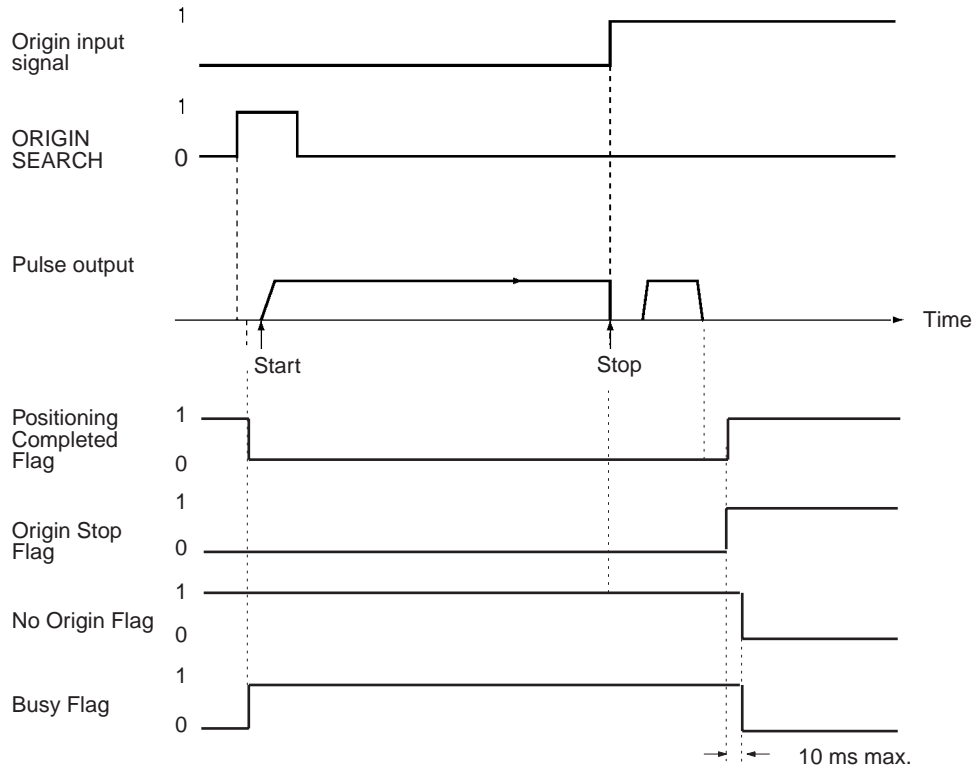 1
Origin input
signal
1
ORIGIN
SEARCH
0
Pulse output
Time
Start
Stop
Positioning
Completed
Flag
1
0
1
Origin Stop
Flag
0
1
No Origin Flag
0
1
Busy Flag
0
10 ms max.